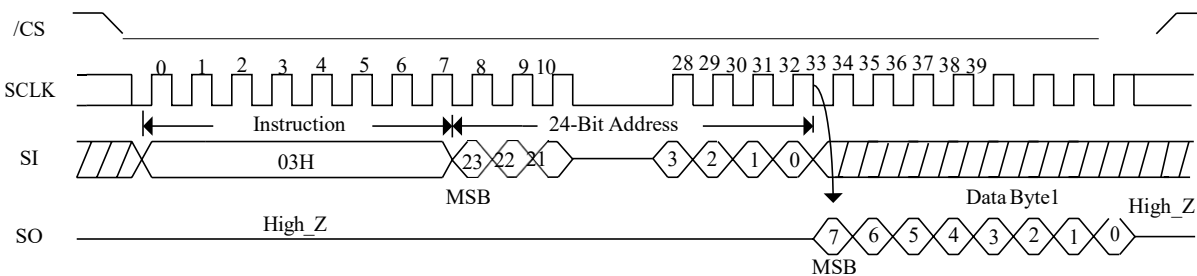 /CS
SCLK 0 1 2 3 4 5 6 7 8 9 10 28 29 30 31 32 33 34 35 36 37 38 39
Instruction 24-Bit Address
SI 03H 23 22 21 3 2 1 0
MSB Data Byte1
High_Z High_Z
SO 7 6 5 4 3 2 1 0
MSB